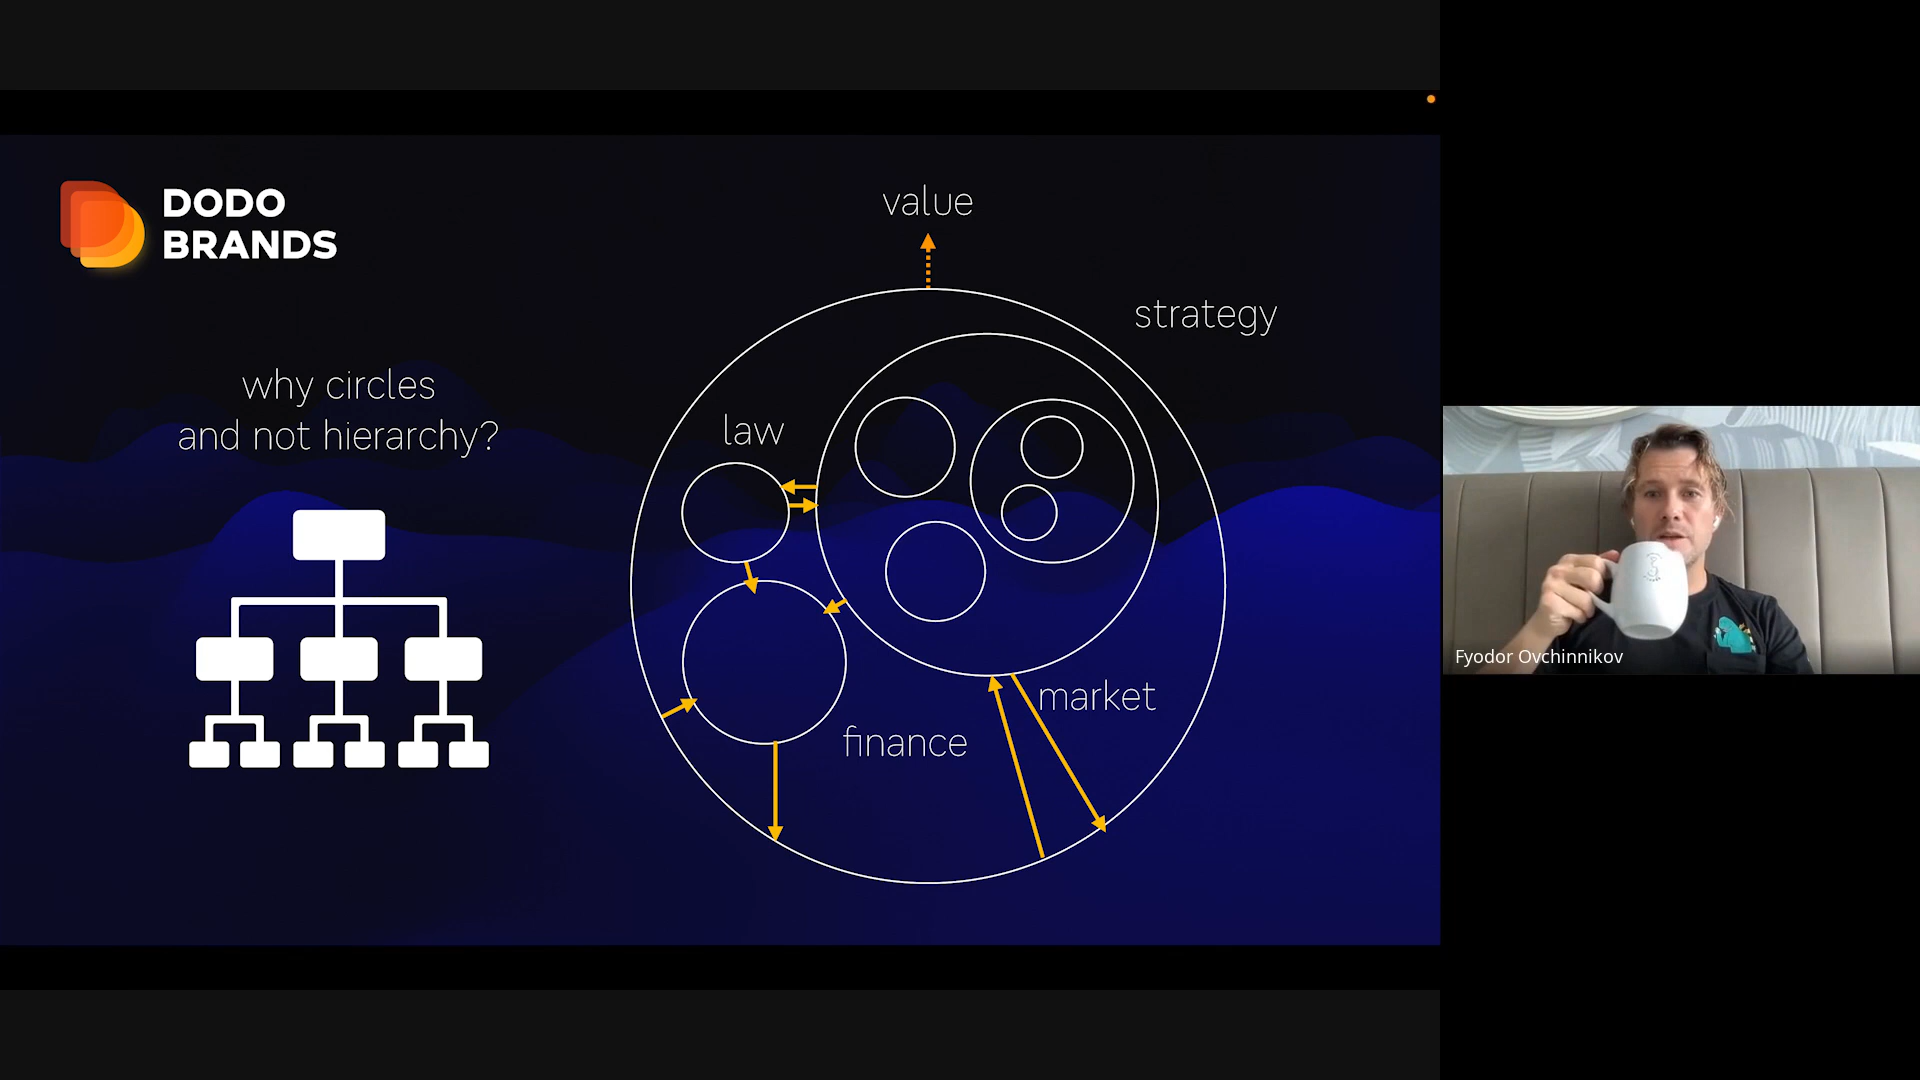 DODO
BRANDS
why circles
and not hierarchy?
value
strategy
law
market
finance
Fyodor Ovchinnikov